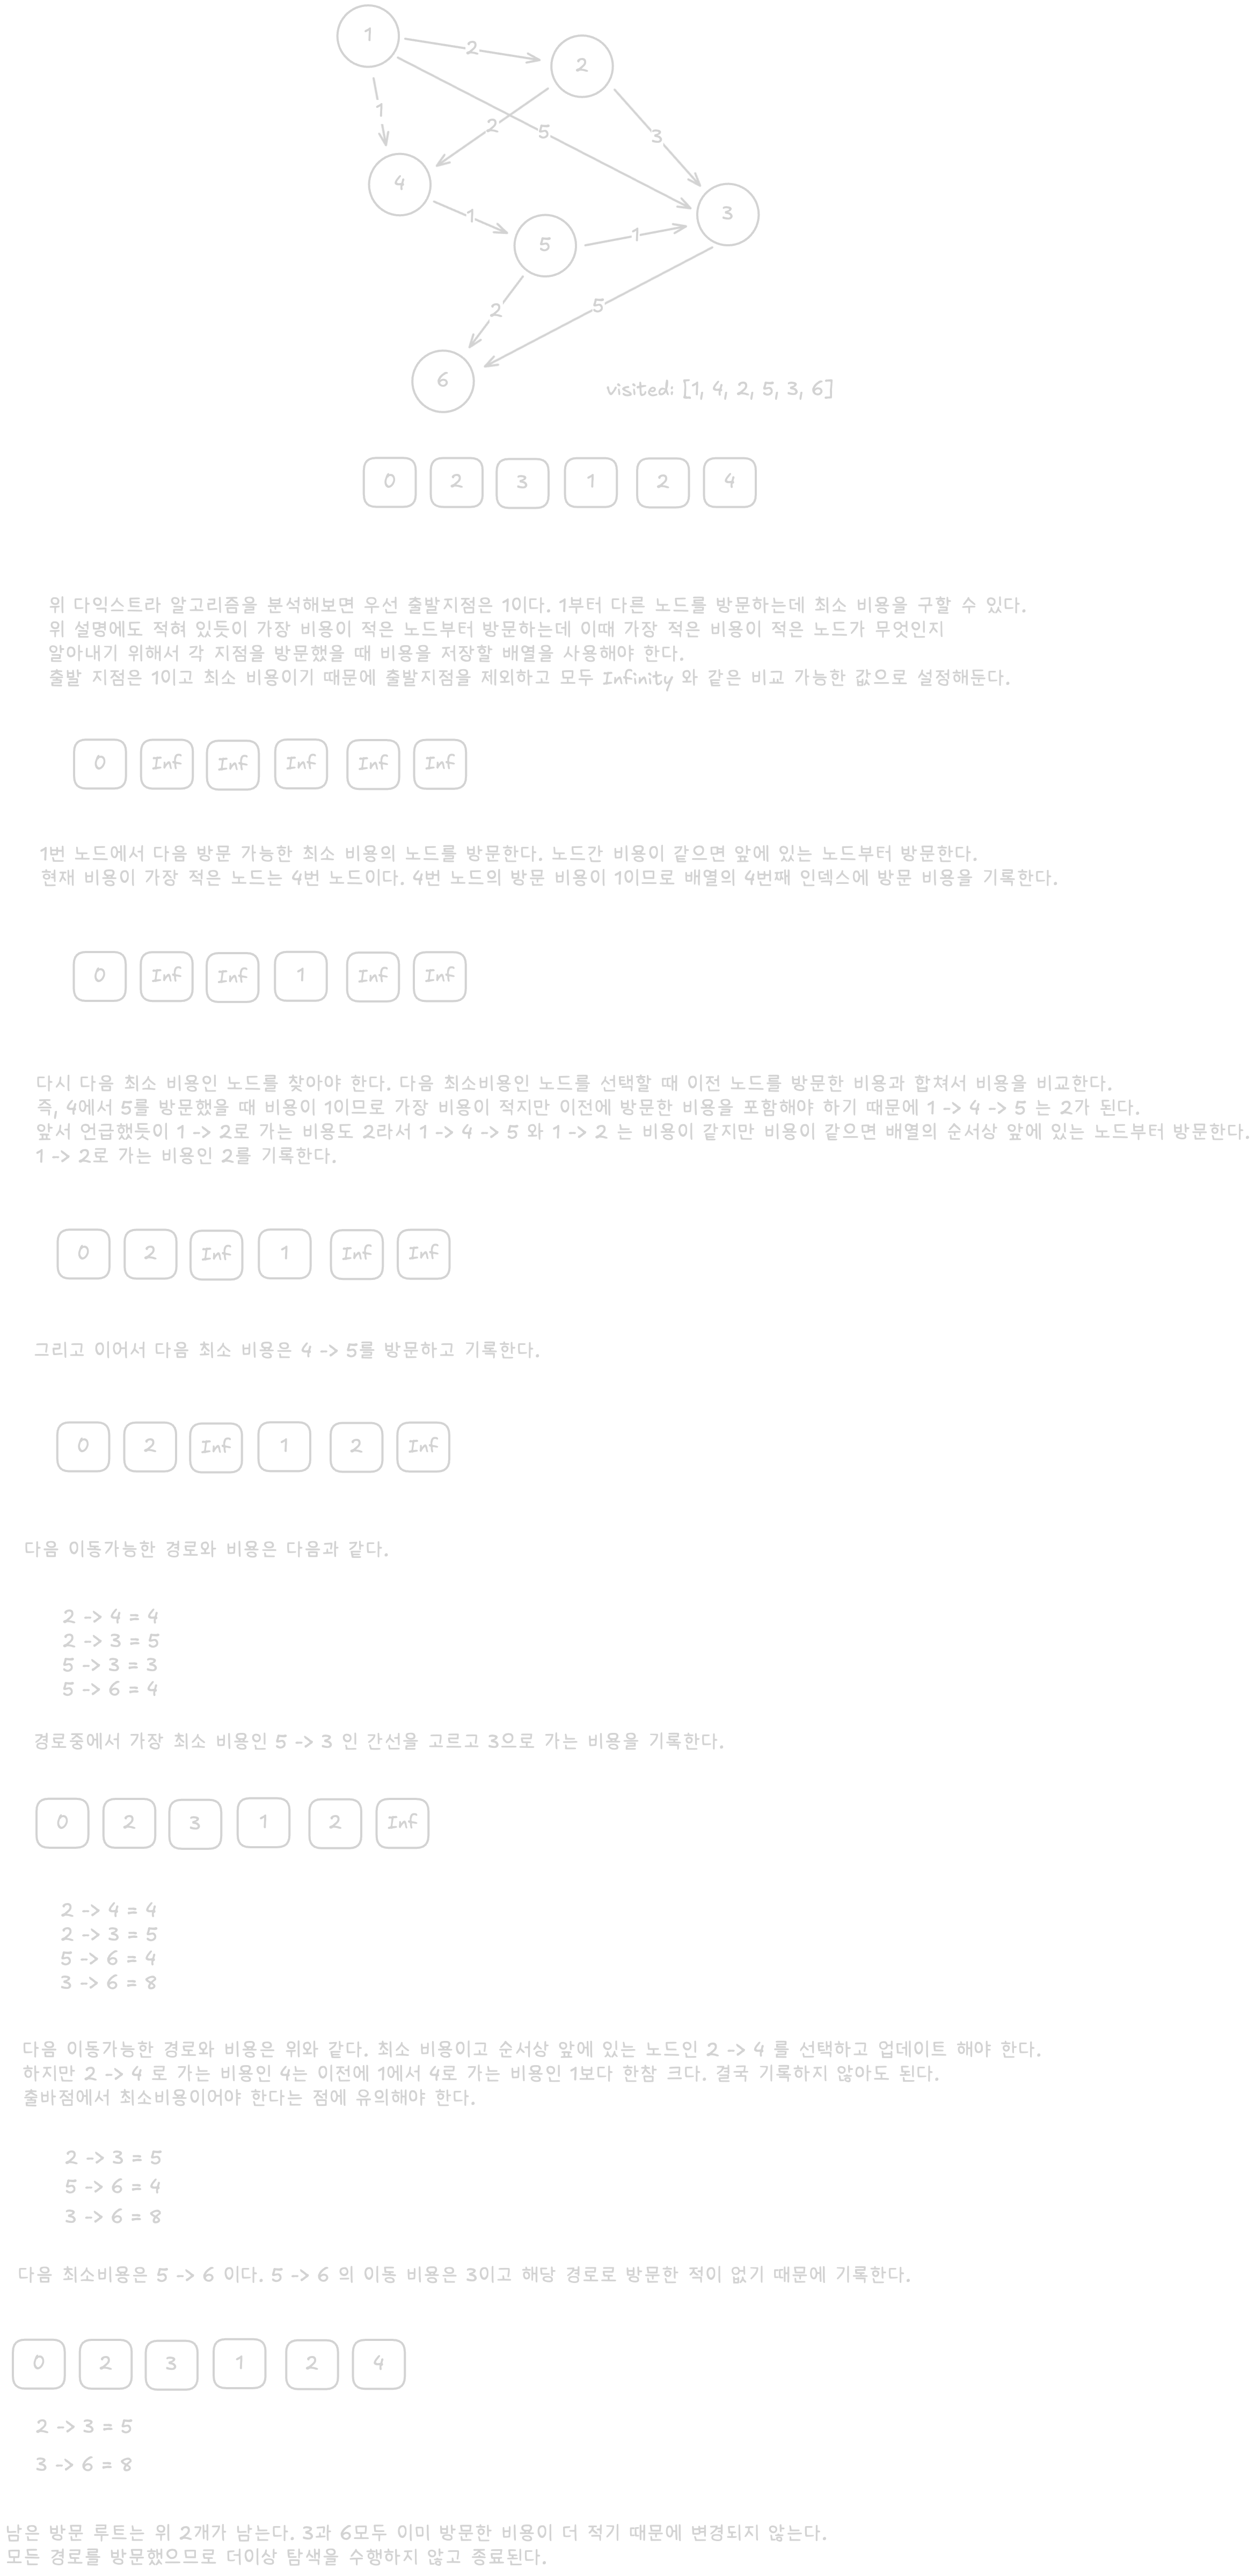 1
2
2
1
2
5
3
4
3
1
5
1
2
5
6
visited: [1, 4, 2, 5, 3, 6]
0 2 3 1 2 4
위 다익스트라 알고리즘을 분석해보면 우선 출발지점은 1이다. 1부터 다른 노드를 방문하는데 최소 비용을 구할 수 있다.
위 설명에도 적혀 있듯이 가장 비용이 적은 노드부터 방문하는데 이때 가장 적은 비용이 적은 노드가 무엇인지
알아내기 위해서 각 지점을 방문했을 때 비용을 저장할 배열을 사용해야 한다.
출발 지점은 1이고 최소 비용이기 때문에 출발지점을 제외하고 모두 Infinity 와 같은 비교 가능한 값으로 설정해둔다.
0 Inf Inf Inf Inf Inf
1번 노드에서 다음 방문 가능한 최소 비용의 노드를 방문한다. 노드간 비용이 같으면 앞에 있는 노드부터 방문한다.
현재 비용이 가장 적은 노드는 4번 노드이다. 4번 노드의 방문 비용이 1이므로 배열의 4번째 인덱스에 방문 비용을 기록한다.
0 Inf Inf 1 Inf Inf
다시 다음 최소 비용인 노드를 찾아야 한다. 다음 최소비용인 노드를 선택할 때 이전 노드를 방문한 비용과 합쳐서 비용을 비교한다.
즉, 4에서 5를 방문했을 때 비용이 1이므로 가장 비용이 적지만 이전에 방문한 비용을 포함해야 하기 때문에 1 -> 4 -> 5 는 2가 된다.
앞서 언급했듯이 1 -> 2로 가는 비용도 2라서 1 -> 4 -> 5 와 1 -> 2 는 비용이 같지만 비용이 같으면 배열의 순서상 앞에 있는 노드부터 방문한다.
1 -> 2로 가는 비용인 2를 기록한다.
0 2 Inf 1 Inf Inf
그리고 이어서 다음 최소 비용은 4 -> 5를 방문하고 기록한다.
0 2 Inf 1 2 Inf
다음 이동가능한 경로와 비용은 다음과 같다.
2 -> 4 = 4
2 -> 3 = 5
5 -> 3 = 3
5 -> 6 = 4
경로중에서 가장 최소 비용인 5 -> 3 인 간선을 고르고 3으로 가는 비용을 기록한다.
0 2 3 1 2 Inf
2 -> 4 = 4
2 -> 3 = 5
5 -> 6 = 4
3 -> 6 = 8
다음 이동가능한 경로와 비용은 위와 같다. 최소 비용이고 순서상 앞에 있는 노드인 2 -> 4 를 선택하고 업데이트 해야 한다.
하지만 2 -> 4 로 가는 비용인 4는 이전에 1에서 4로 가는 비용인 1보다 한참 크다. 결국 기록하지 않아도 된다.
출바점에서 최소비용이어야 한다는 점에 유의해야 한다.
2 -> 3 = 5
5 -> 6 = 4
3 -> 6 = 8
다음 최소비용은 5 -> 6 이다. 5 -> 6 의 이동 비용은 3이고 해당 경로로 방문한 적이 없기 때문에 기록한다.
0 2 3 1 2 4
2 -> 3 = 5
3 -> 6 = 8
남은 방문 루트는 위 2개가 남는다. 3과 6모두 이미 방문한 비용이 더 적기 때문에 변경되지 않는다.
모든 경로를 방문했으므로 더이상 탐색을 수행하지 않고 종료된다.